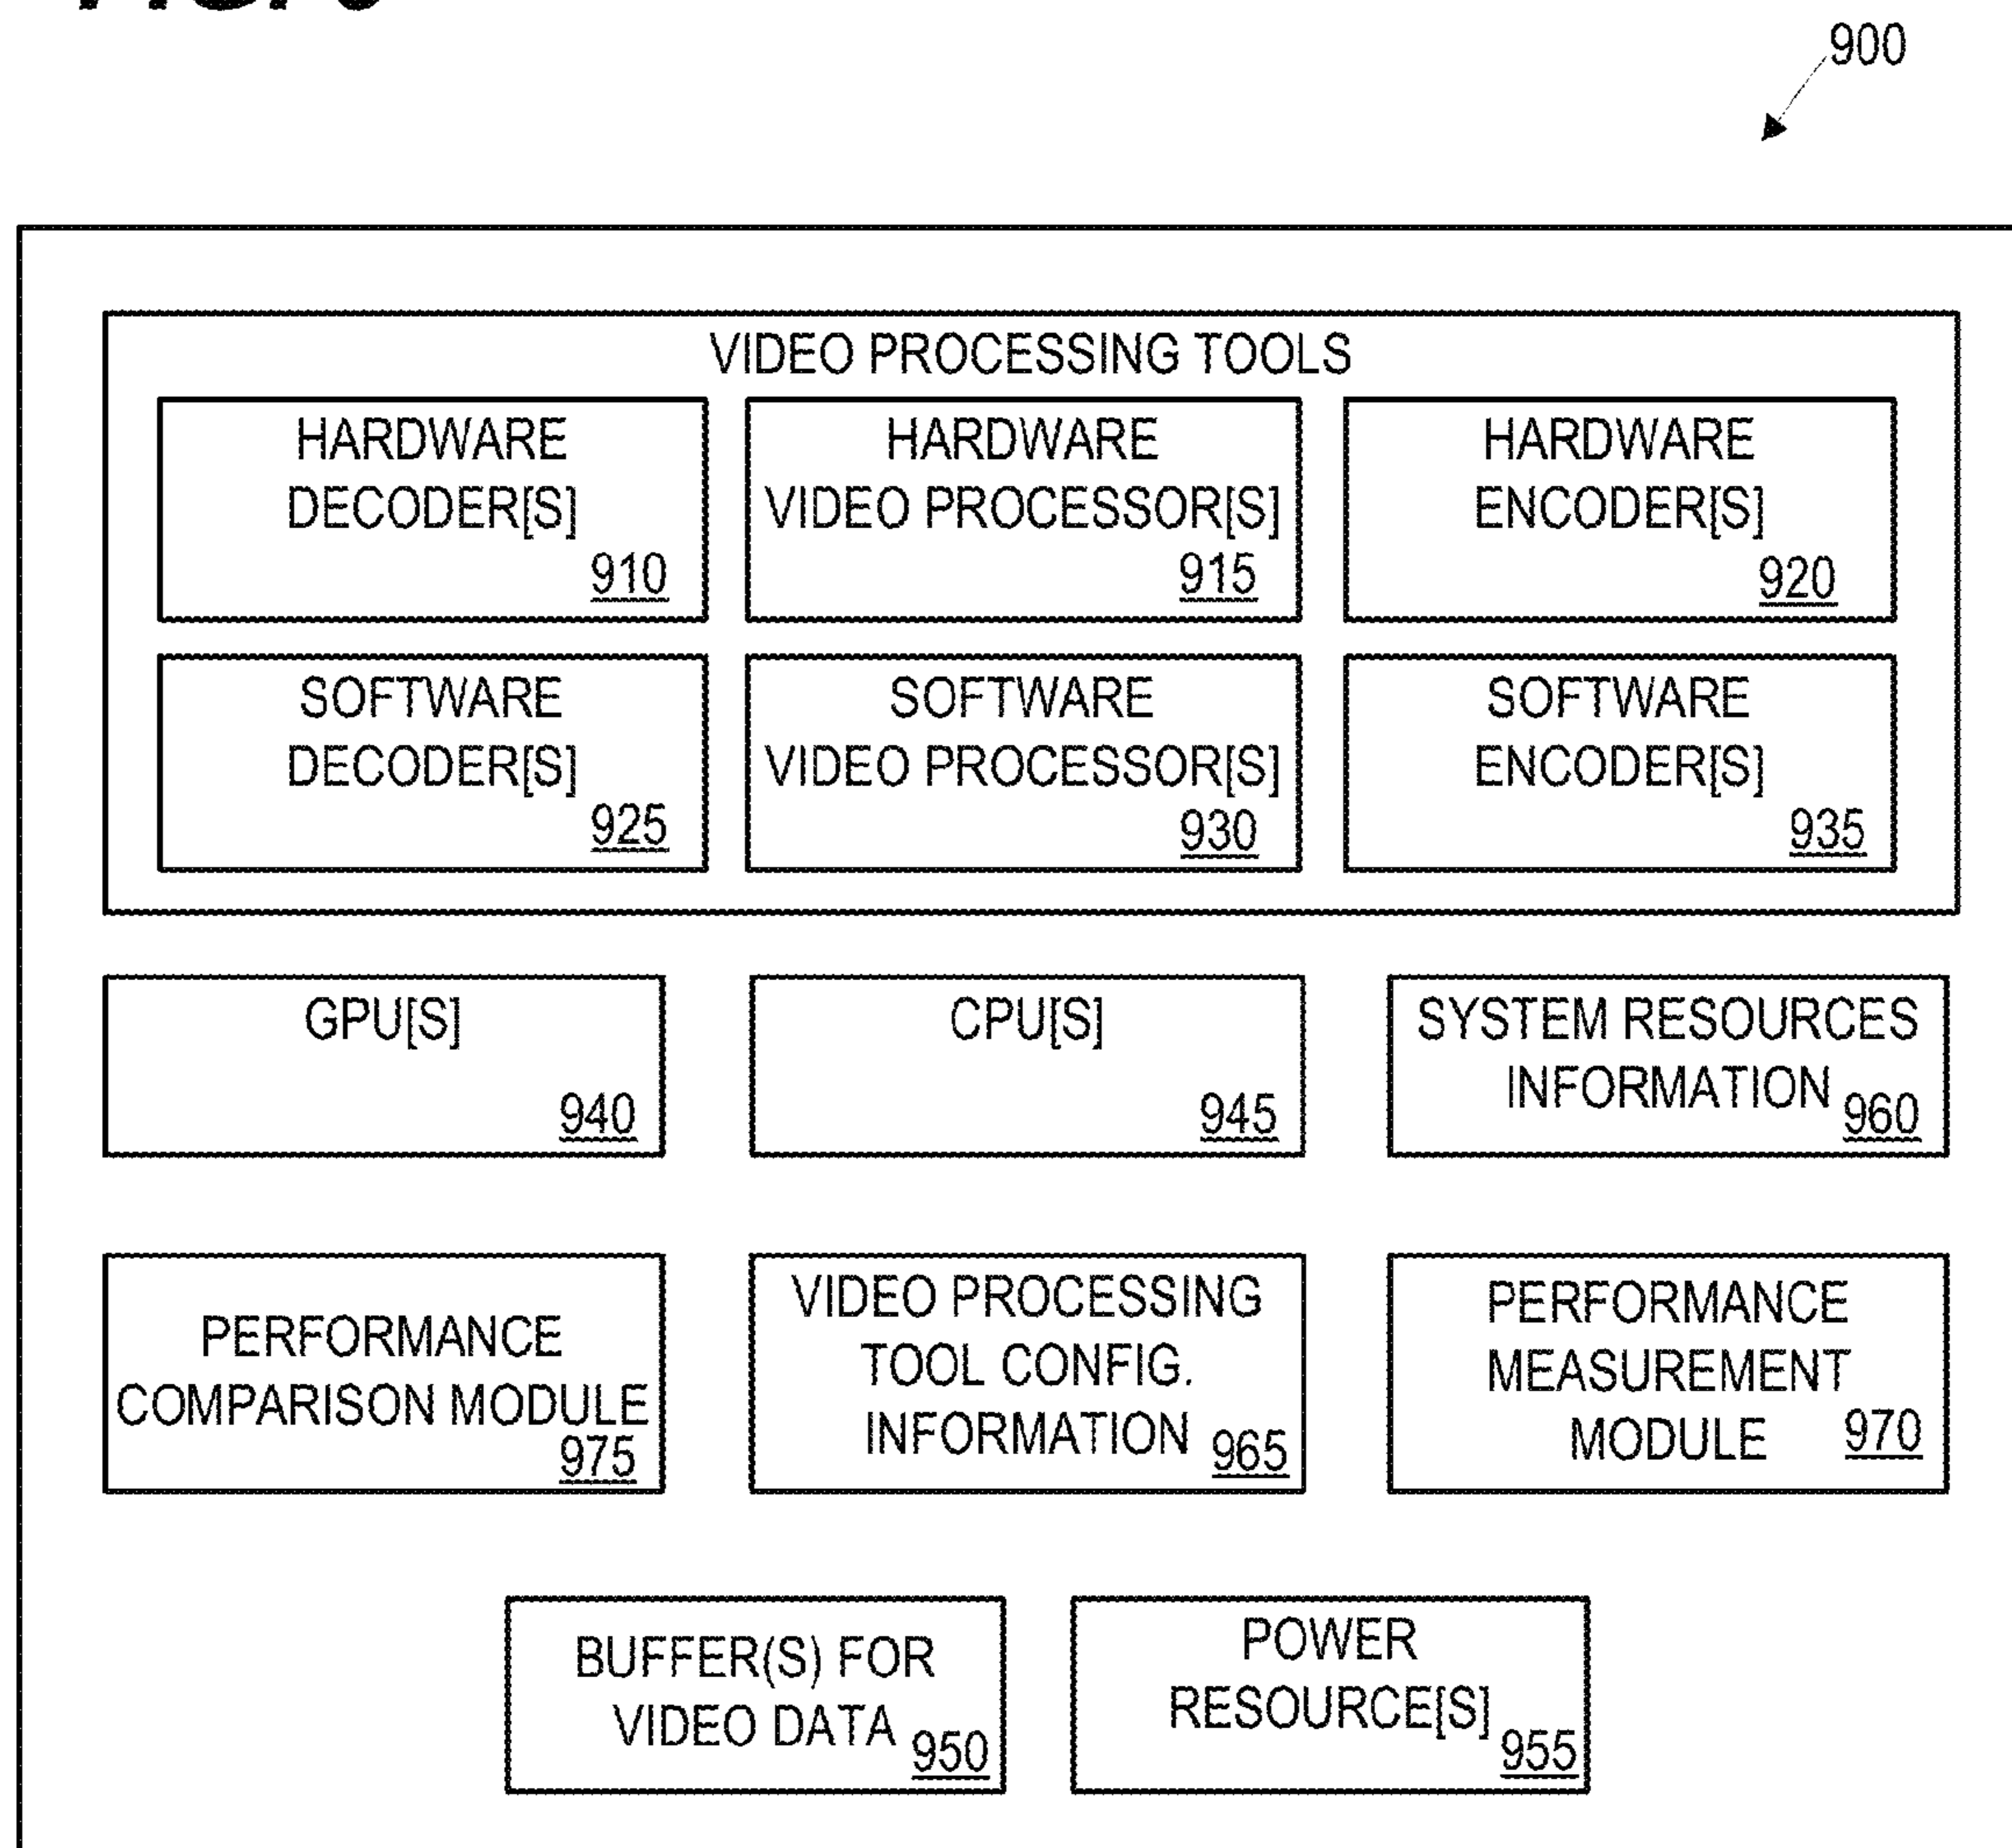 900
VIDEO PROCESSING TOOLS
HARDWARE
DECODER[S]
910
HARDWARE
VIDEO PROCESSOR[S]
915
HARDWARE
ENCODER[S]
920
SOFTWARE
DECODER[S]
925
SOFTWARE
VIDEO PROCESSOR[S]
930
SOFTWARE
ENCODER[S]
935
GPU[S]
940
CPU[S]
945
SYSTEM RESOURCES
INFORMATION 960
PERFORMANCE
COMPARISON MODULE
975
VIDEO PROCESSING
TOOL CONFIG.
INFORMATION 965
PERFORMANCE
MEASUREMENT
MODULE 970
BUFFER(S) FOR
VIDEO DATA 950
POWER
RESOURCE[S] 955